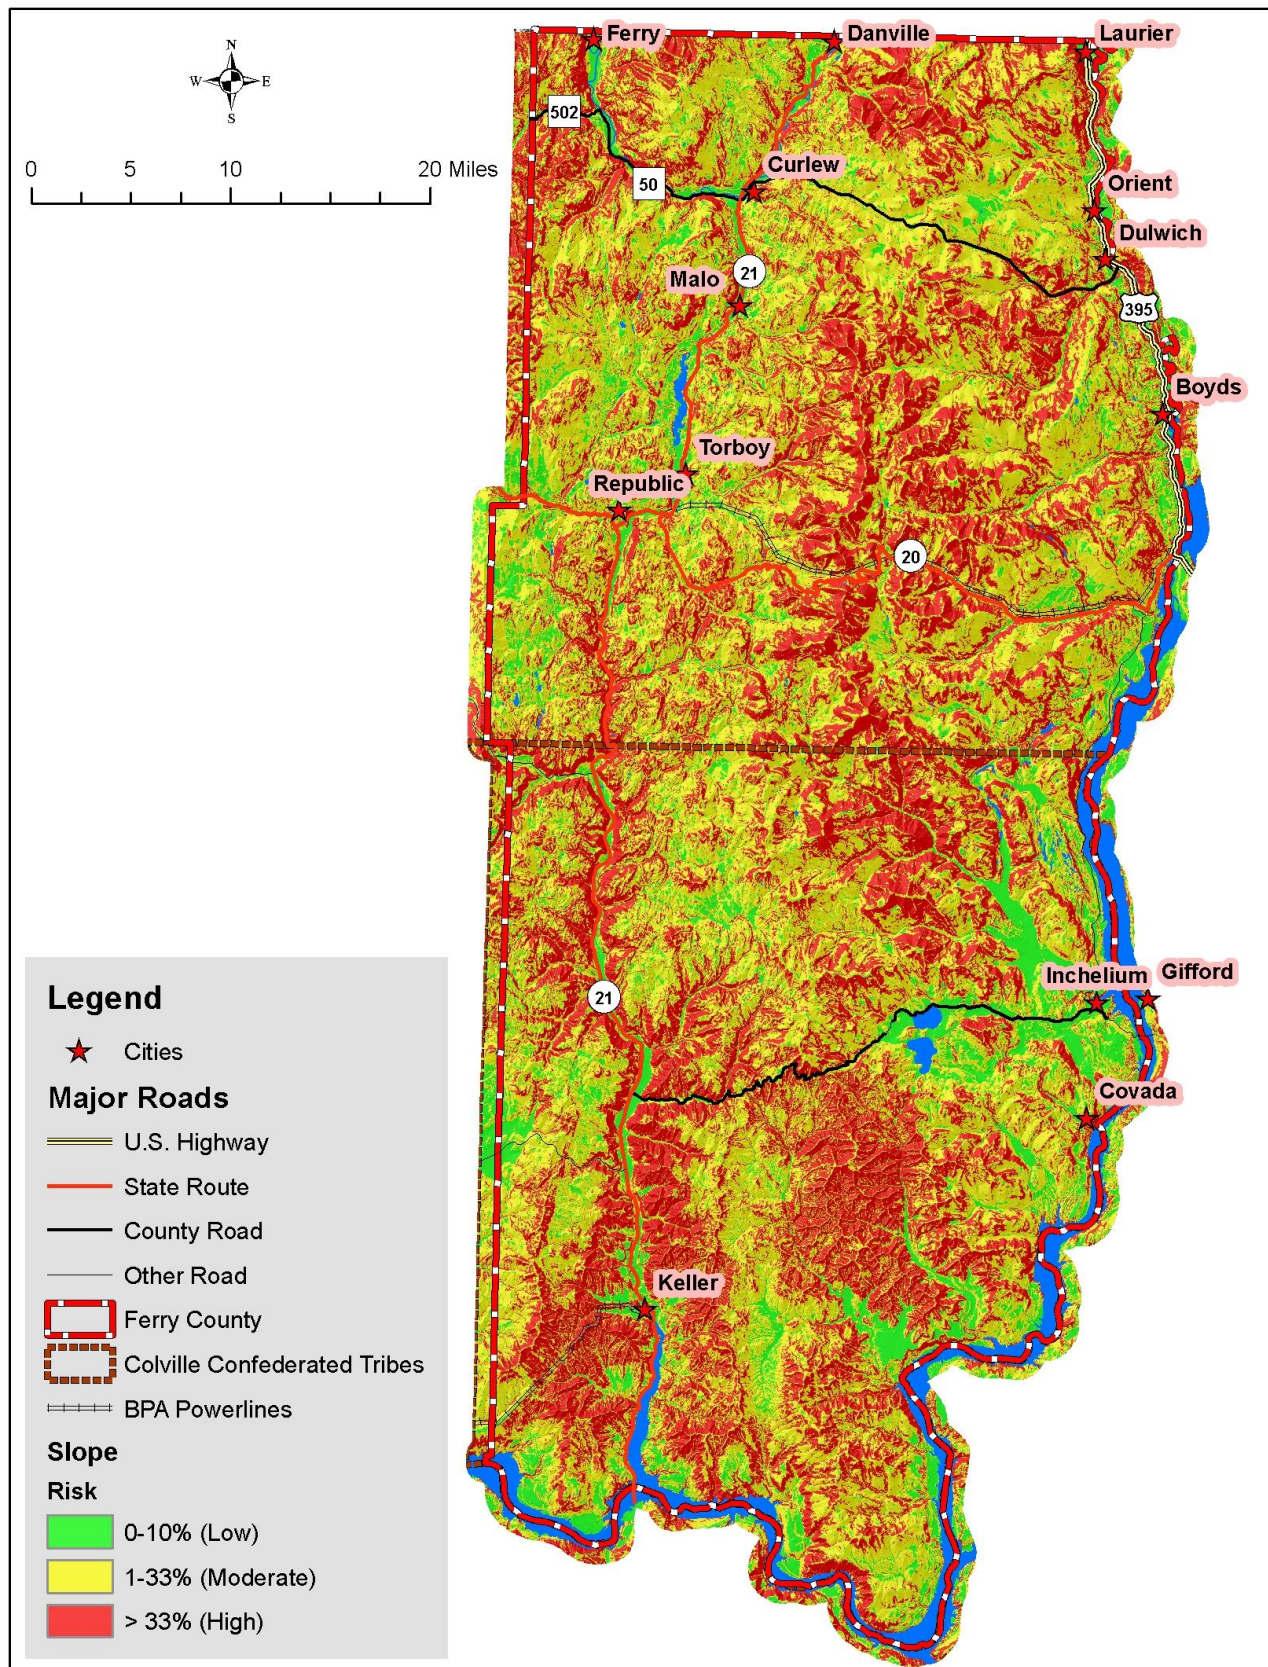 Ferry
Danville
Laurier
N
W E
S
502
0 5 10 20 Miles
50
Curlew
Orient
Dulwich
21
Malo
395
Boyds
Torboy
Republic
20
Inchelium
Gifford
21
Covada
Keller
Legend
Cities
Major Roads
U.S. Highway
State Route
County Road
Other Road
Ferry County
Colville Confederated Tribes
BPA Powerlines
Slope
Risk
0-10% (Low)
1-33% (Moderate)
> 33% (High)